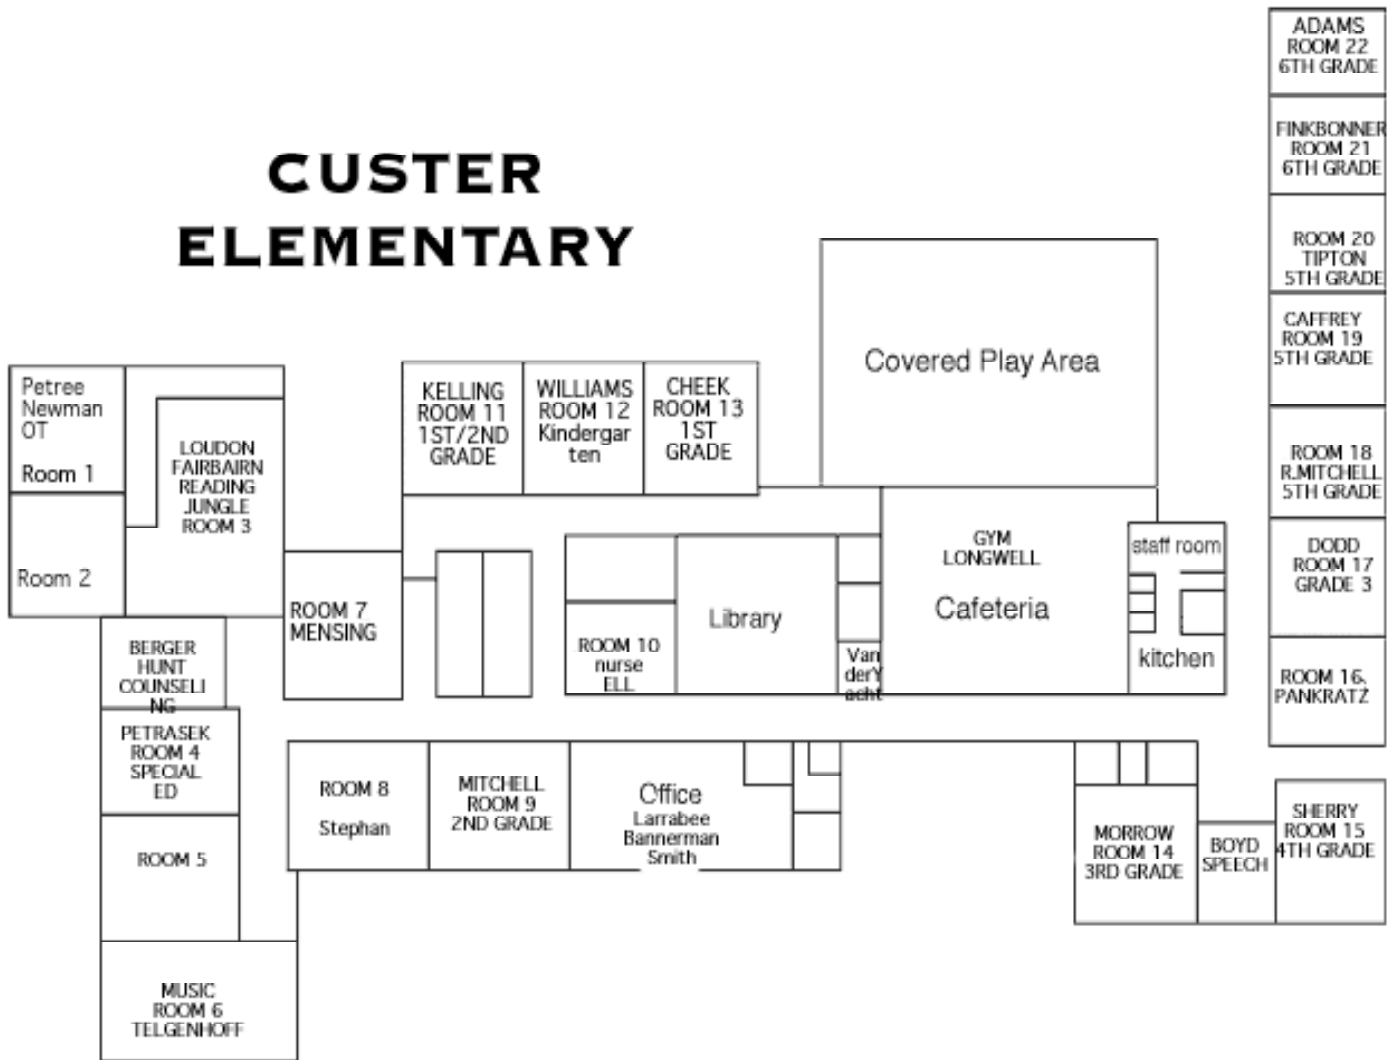 CUSTER
ELEMENTARY
ADAMS
ROOM 22
6TH GRADE
FINKBONNER
ROOM 21
6TH GRADE
ROOM 20
TIPTON
5TH GRADE
CAFFREY
ROOM 19
5TH GRADE
ROOM 18
R.MITCHELL
5TH GRADE
DODD
ROOM 17
GRADE 3
ROOM 16.
PANKRATZ
SHERRY
ROOM 15
4TH GRADE
BOYD
SPEECH
MORROW
ROOM 14
3RD GRADE
Covered Play Area
GYM
LONGWELL
Cafeteria
staff room
kitchen
Van
derY
acht
Library
ROOM 10
nurse
ELL
KELLING
ROOM 11
1ST/2ND
GRADE
WILLIAMS
ROOM 12
Kindergar
ten
CHEEK
ROOM 13
1ST
GRADE
Petree
Newman
OT
Room 1
Room 2
LOUDON
FAIRBAIRN
READING
JUNGLE
ROOM 3
ROOM 7
MENSING
BERGER
HUNT
COUNSELI
NG
PETRASEK
ROOM 4
SPECIAL
ED
ROOM 5
MUSIC
ROOM 6
TELGENHOFF
ROOM 8
Stephan
MITCHELL
ROOM 9
2ND GRADE
Office
Larrabee
Bannerman
Smith